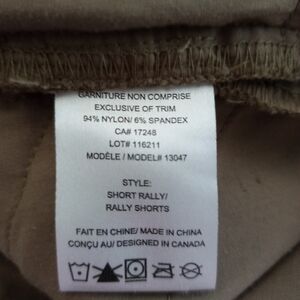 GARNITURE NON COMPRISE
EXCLUSIVE OF TRIM
94% NYLON/ 6% SPANDEX
CA# 17248
LOT# 116211
MODÈLE/ MODEL# 13047
STYLE:
SHORT RALLY/
RALLY SHORTS
FAIT EN CHINE/ MADE IN CHINA
CONÇU AU/ DESIGNED IN CANADA